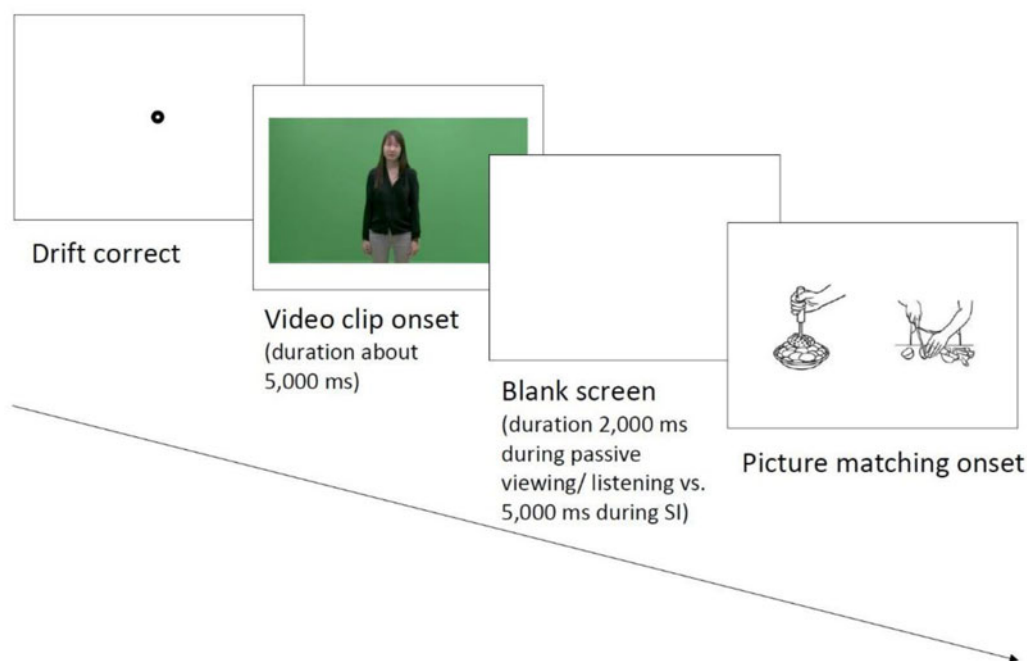 Drift correct
Video clip onset
(duration about
5,000 ms)
Blank screen
(duration 2,000 ms
during passive
viewing/ listening vs.
5,000 ms during SI)
Picture matching onset